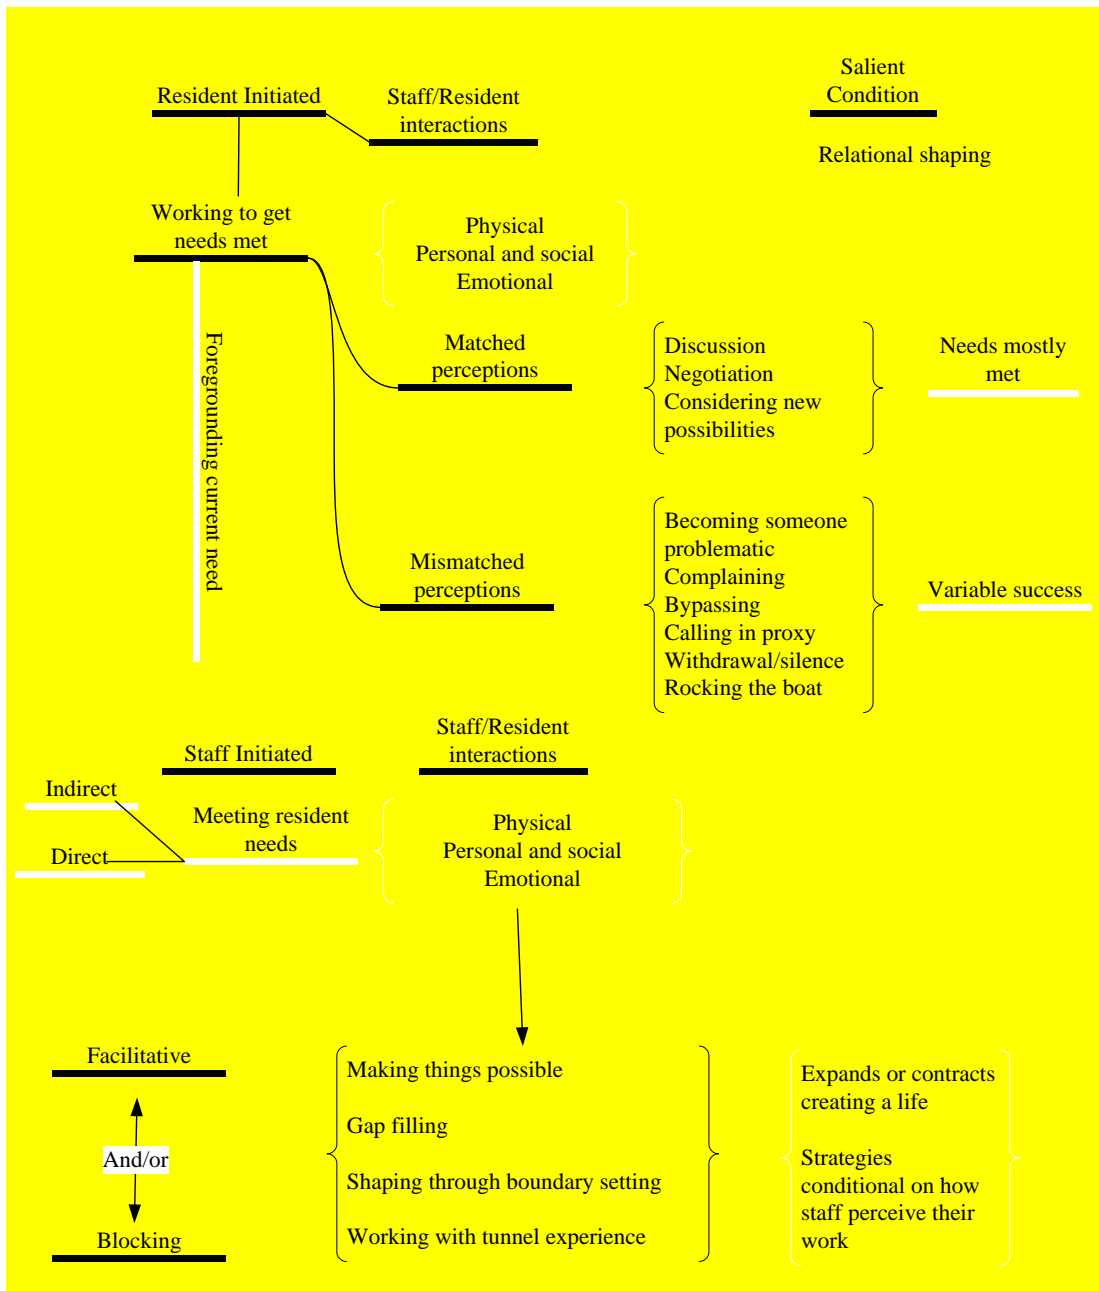 Salient
Condition
Resident Initiated
Staff/Resident
interactions
Relational shaping
Working to get
needs met
Physical
Personal and social
Emotional
Foregrounding current need
Matched
perceptions
Discussion
Negotiation
Considering new
possibilities
Needs mostly
met
Mismatched
perceptions
Becoming someone
problematic
Complaining
Bypassing
Calling in proxy
Withdrawal/silence
Rocking the boat
Variable success
Staff Initiated
Staff/Resident
interactions
Indirect
Direct
Meeting resident
needs
Physical
Personal and social
Emotional
Facilitative
And/or
Blocking
Making things possible
Gap filling
Shaping through boundary setting
Working with tunnel experience
Expands or contracts
creating a life
Strategies
conditional on how
staff perceive their
work